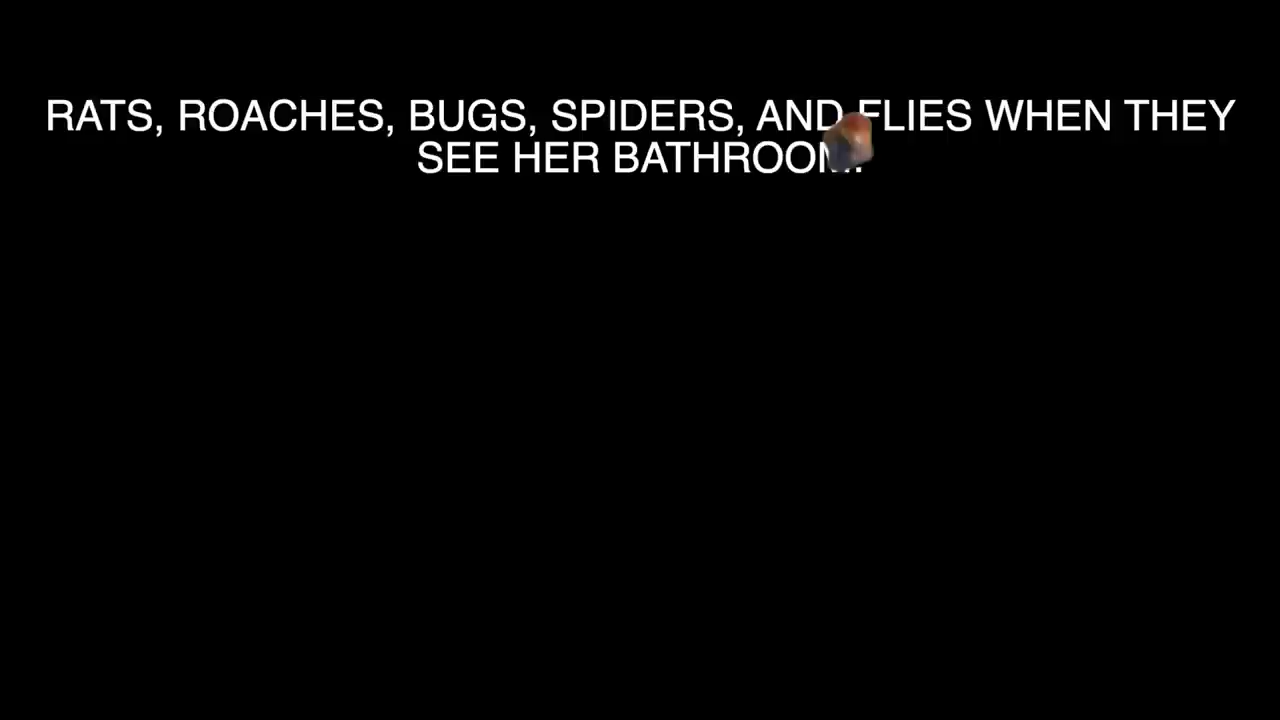 RATS, ROACHES, BUGS, SPIDERS, AND FLIES WHEN THEY
SEE HER BATHROOM.